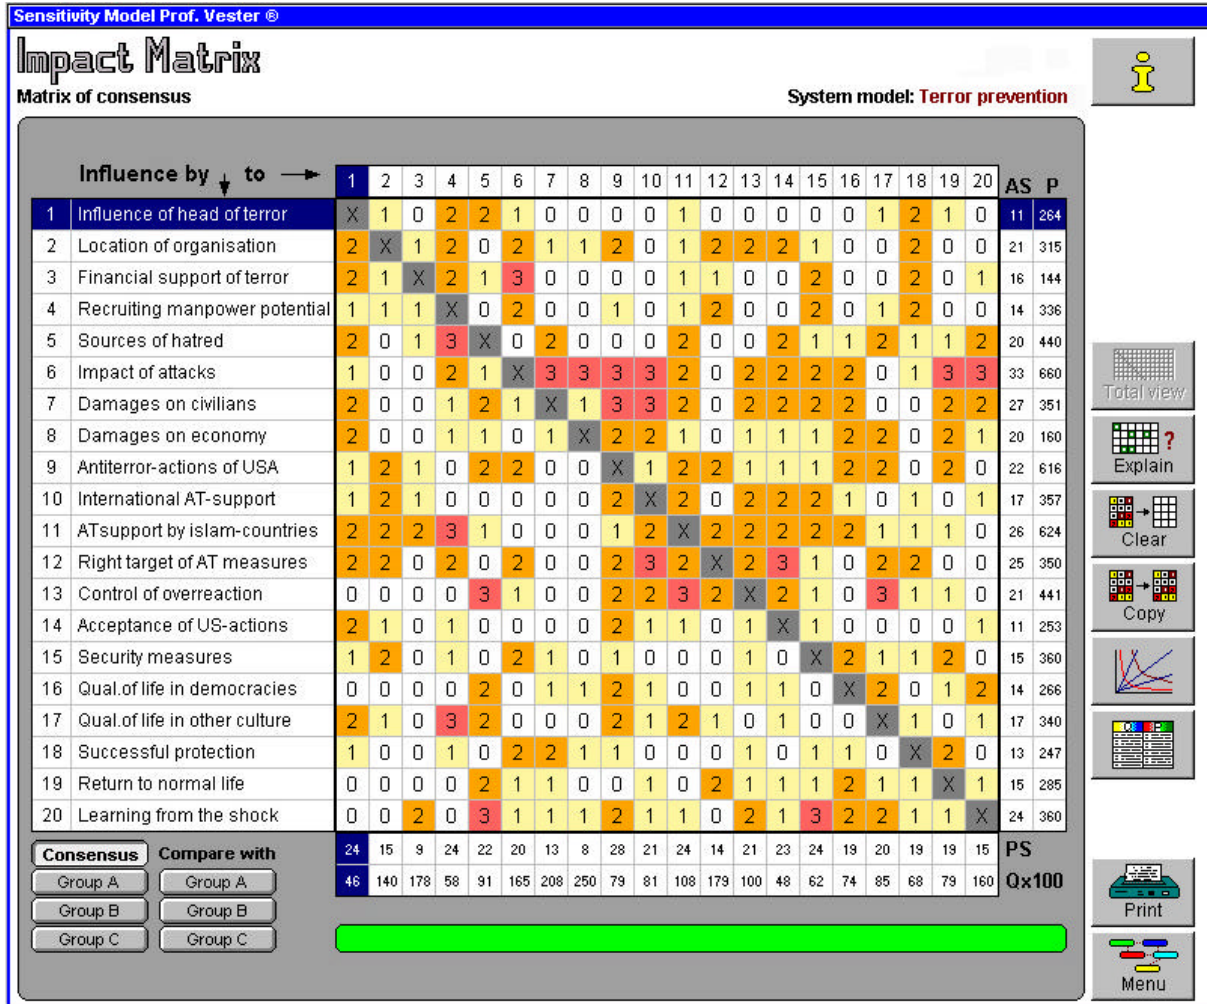 Sensitivity Model Prof. Vester ®
Impact Matrix
Matrix of consensus System model: Terror prevention
Influence by ↓ to → 1 2 3 4 5 6 7 8 9 10 11 12 13 14 15 16 17 18 19 20 AS P
1 Influence of head of terror X 1 0 2 2 1 0 0 0 0 1 0 0 0 0 0 1 2 1 0 11 264
2 Location of organisation 2 X 1 2 0 2 1 1 2 0 1 2 2 2 1 0 0 2 0 0 21 315
3 Financial support of terror 2 1 X 2 1 3 0 0 0 0 1 1 0 0 2 0 0 2 0 1 16 144
4 Recruiting manpower potential 1 1 1 X 0 2 0 0 1 0 1 2 0 0 2 0 1 2 0 0 14 336
5 Sources of hatred 2 0 1 3 X 0 2 0 0 0 2 0 0 2 1 1 2 1 1 2 20 440
6 Impact of attacks 1 0 0 2 1 X 3 3 3 3 2 0 2 2 2 2 0 1 3 3 33 660
7 Damages on civilians 2 0 0 1 2 1 X 1 3 3 2 0 2 2 2 2 0 0 2 2 27 351
8 Damages on economy 2 0 0 1 1 0 1 X 2 2 1 0 1 1 1 2 2 0 2 1 20 160
9 Antiterror-actions of USA 1 2 1 0 2 2 0 0 X 1 2 2 1 1 1 2 2 0 2 0 22 616
10 International AT-support 1 2 1 0 0 0 0 0 2 X 2 0 2 2 2 1 0 1 0 1 17 357
11 ATsupport by islam-countries 2 2 2 3 1 0 0 0 1 2 X 2 2 2 2 2 1 1 1 0 26 624
12 Right target of AT measures 2 2 0 2 0 2 0 0 2 3 2 X 2 3 1 0 2 2 0 0 25 350
13 Control of overreaction 0 0 0 0 3 1 0 0 2 2 3 2 X 2 1 0 3 1 1 0 21 441
14 Acceptance of US-actions 2 1 0 1 0 0 0 0 2 1 1 0 1 X 1 0 0 0 0 1 11 253
15 Security measures 1 2 0 1 0 2 1 0 1 0 0 0 1 0 X 2 1 1 2 0 15 360
16 Qual.of life in democracies 0 0 0 0 2 0 1 1 2 1 0 0 1 1 0 X 2 0 1 2 14 266
17 Qual.of life in other culture 2 1 0 3 2 0 0 0 2 1 2 1 0 1 0 0 X 1 0 1 17 340
18 Successful protection 1 0 0 1 0 2 2 1 1 0 0 0 1 0 1 1 0 X 2 0 13 247
19 Return to normal life 0 0 0 0 2 1 1 0 0 1 0 2 1 1 1 2 1 1 X 1 15 285
20 Learning from the shock 0 0 2 0 3 1 1 1 2 1 1 0 2 1 3 2 2 1 1 X 24 360
24 15 9 24 22 20 13 8 28 21 24 14 21 23 24 19 20 19 19 15 PS
46 140 178 58 91 165 208 250 79 81 108 179 100 48 62 74 85 68 79 160 Qx100
Consensus Compare with
Group A Group A
Group B Group B
Group C Group C
Total view
Explain
Clear
Copy
Print
Menu